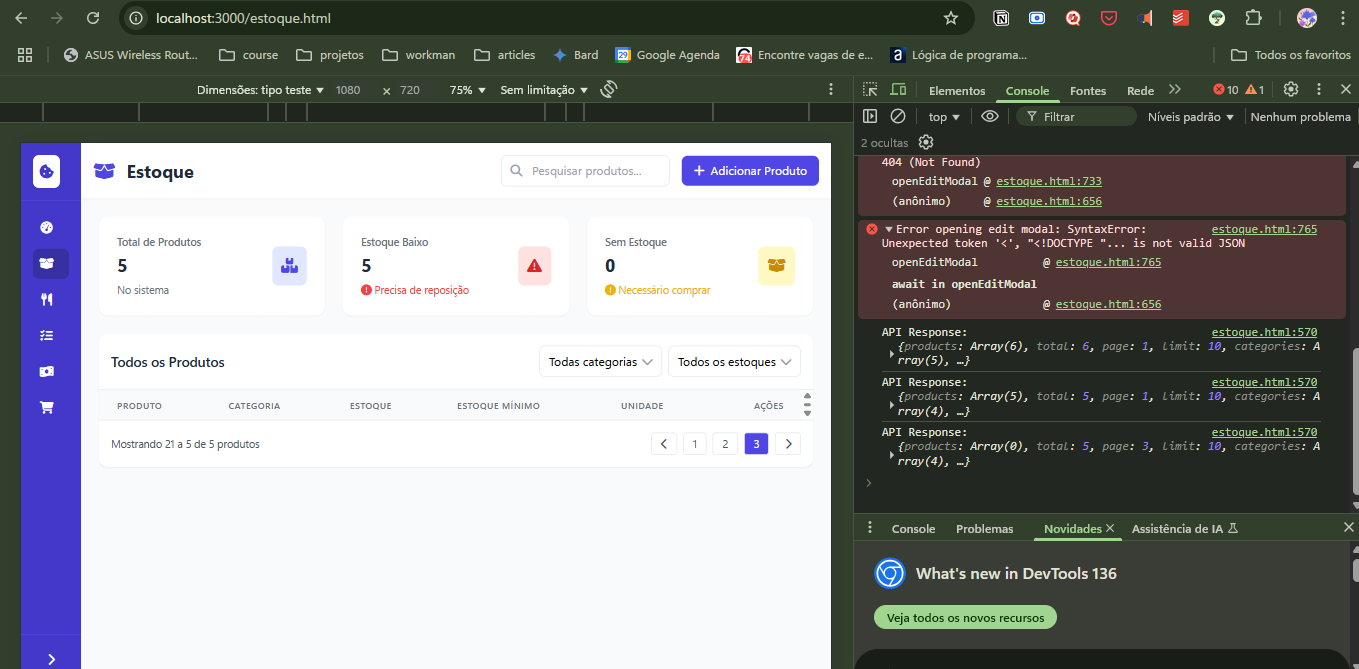 localhost:3000/estoque.html
ASUS Wireless Rout...
course
projetos
workman
articles
Bard
Google Agenda
Encontre vagas de e...
Lógica de programa...
Todos os favoritos
Dimensões: tipo teste
1080
×
720
75%
Sem limitação
Elementos
Console
Fontes
Rede
10
1
top
Filtrar
Níveis padrão
Nenhum problema
2 ocultas
Estoque
Pesquisar produtos...
Adicionar Produto
Total de Produtos
5
No sistema
Estoque Baixo
5
Precisa de reposição
Sem Estoque
0
Necessário comprar
Todos os Produtos
Todas categorias
Todos os estoques
PRODUTO
CATEGORIA
ESTOQUE
ESTOQUE MÍNIMO
UNIDADE
AÇÕES
Mostrando 21 a 5 de 5 produtos
1
2
3
404 (Not Found)
openEditModal @ estoque.html:733
(anônimo) @ estoque.html:656
Error opening edit modal: SyntaxError: estoque.html:765
Unexpected token '<', "<!DOCTYPE "... is not valid JSON
openEditModal @ estoque.html:765
await in openEditModal
(anônimo) @ estoque.html:656
API Response: estoque.html:570
{products: Array(6), total: 6, page: 1, limit: 10, categories: A
rray(5), …}
API Response: estoque.html:570
{products: Array(5), total: 5, page: 1, limit: 10, categories: A
rray(4), …}
API Response: estoque.html:570
{products: Array(0), total: 5, page: 3, limit: 10, categories: A
rray(4), …}
Console
Problemas
Novidades
Assistência de IA
What's new in DevTools 136
Veja todos os novos recursos